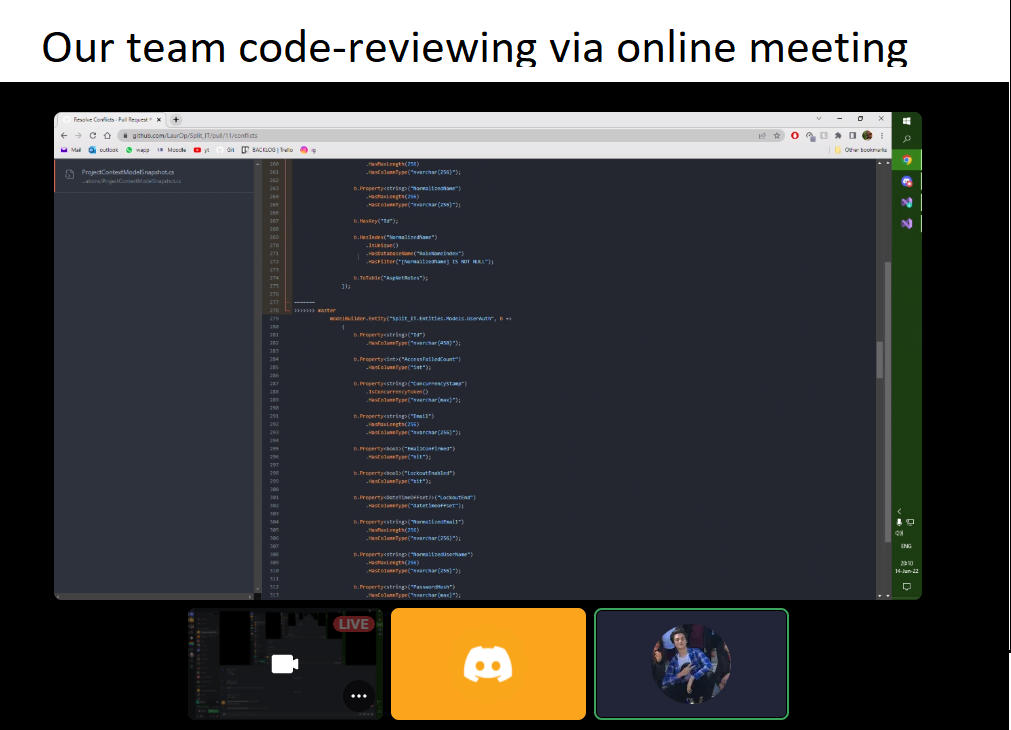 Our team code-reviewing via online meeting
Resolve Conflicts · Pull Request
github.com/LaurOp/Split_IT/pull/11/conflicts
Mail outlook wapp Moodle yt Git BACKLOG | Trello ig Other bookmarks
ProjectContextModelSnapshot.cs
...ations/ProjectContextModelSnapshot.cs
260 .HasMaxLength(256)
261 .HasColumnType("nvarchar(256)");
262
263 b.Property<string>("NormalizedName")
264 .HasMaxLength(256)
265 .HasColumnType("nvarchar(256)");
266
267 b.HasKey("Id");
268
269 b.HasIndex("NormalizedName")
270 .IsUnique()
271 .HasDatabaseName("RoleNameIndex")
272 .HasFilter("[NormalizedName] IS NOT NULL");
273
274 b.ToTable("AspNetRoles");
275 });
276
277 =======
278 >>>>>>> master
279 modelBuilder.Entity("Split_IT.Entities.Models.UserAuth", b =>
280 {
281 b.Property<string>("Id")
282 .HasColumnType("nvarchar(450)");
283
284 b.Property<int>("AccessFailedCount")
285 .HasColumnType("int");
286
287 b.Property<string>("ConcurrencyStamp")
288 .IsConcurrencyToken()
289 .HasColumnType("nvarchar(max)");
290
291 b.Property<string>("Email")
292 .HasMaxLength(256)
293 .HasColumnType("nvarchar(256)");
294
295 b.Property<bool>("EmailConfirmed")
296 .HasColumnType("bit");
297
298 b.Property<bool>("LockoutEnabled")
299 .HasColumnType("bit");
300
301 b.Property<DateTimeOffset?>("LockoutEnd")
302 .HasColumnType("datetimeoffset");
303
304 b.Property<string>("NormalizedEmail")
305 .HasMaxLength(256)
306 .HasColumnType("nvarchar(256)");
307
308 b.Property<string>("NormalizedUserName")
309 .HasMaxLength(256)
310 .HasColumnType("nvarchar(256)");
311
312 b.Property<string>("PasswordHash")
313 .HasColumnType("nvarchar(max)");
ENG
20:10
14-Jun-22
LIVE